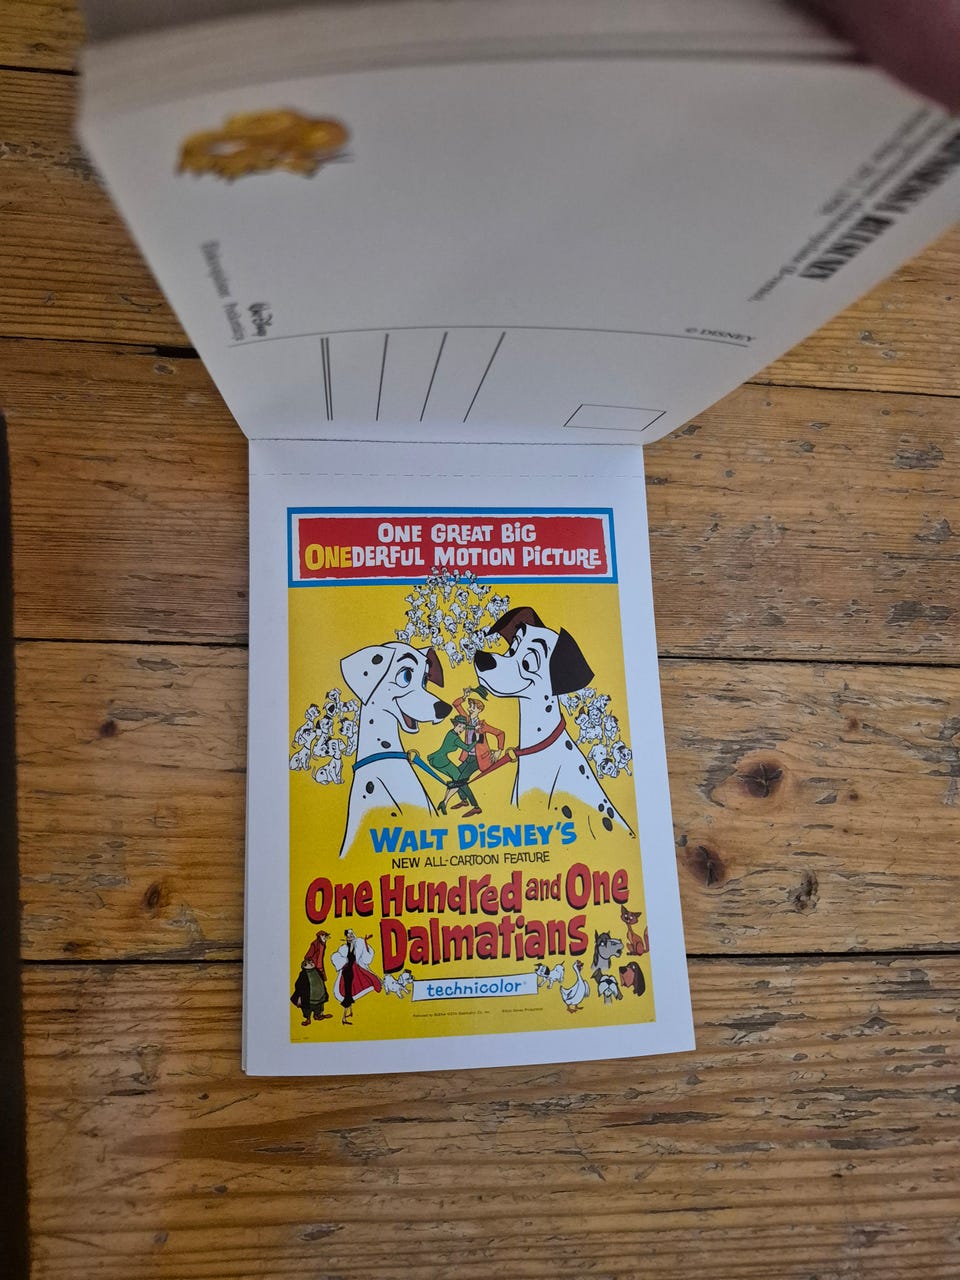 © DISNEY
ONE GREAT BIG
ONEDERFUL MOTION PICTURE
WALT DISNEY'S
NEW ALL-CARTOON FEATURE
One Hundred and One
Dalmatians
technicolor®